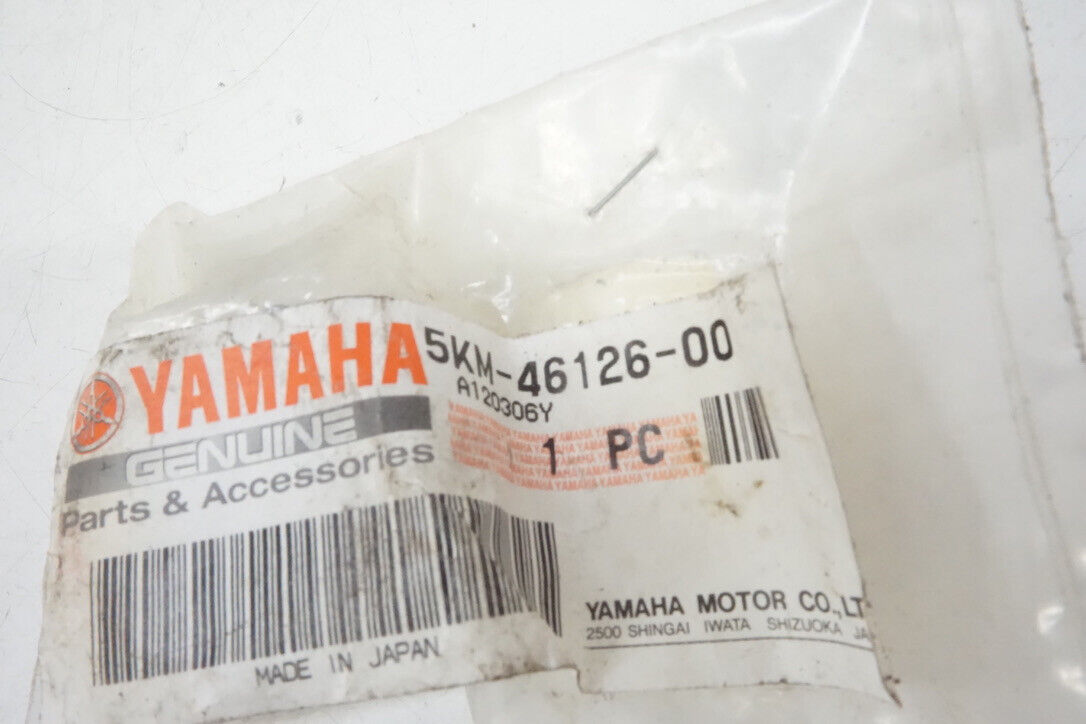 YAMAHA
GENUINE
Parts & Accessories
5KM-46126-00
A120306Y
1 PC
MADE IN JAPAN
YAMAHA MOTOR CO.,LT
2500 SHINGAI IWATA SHIZUOKA JA